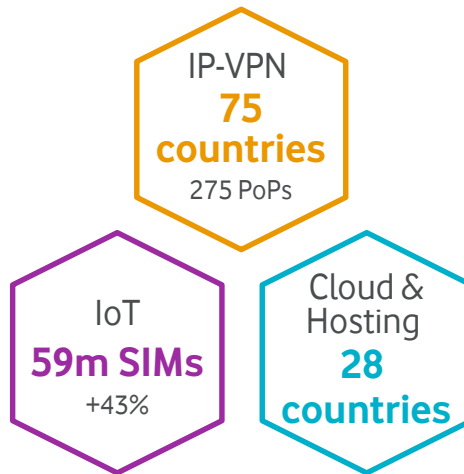 IP-VPN
75
countries
275 PoPs
IoT
59m SIMs
+43%
Cloud &
Hosting
28
countries